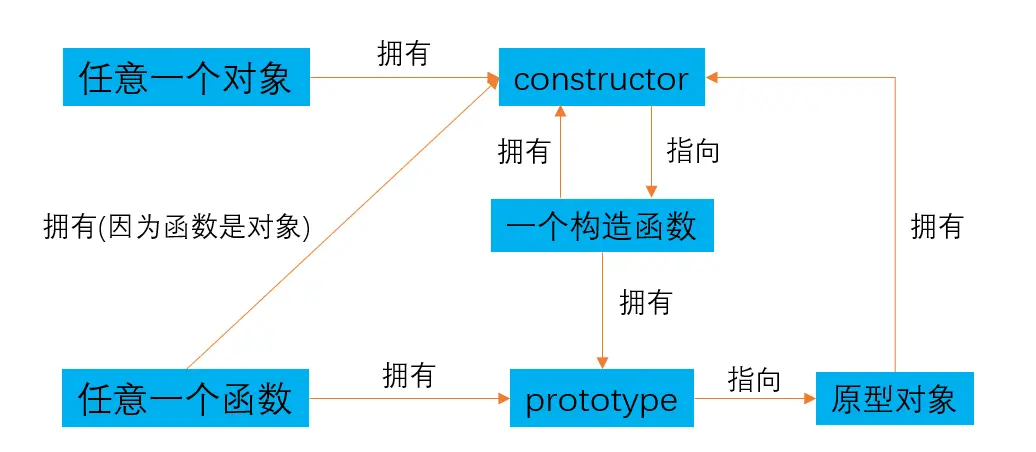 拥有
任意一个对象
constructor
拥有
指向
拥有(因为函数是对象)
一个构造函数
拥有
拥有
拥有
指向
任意一个函数
prototype
原型对象